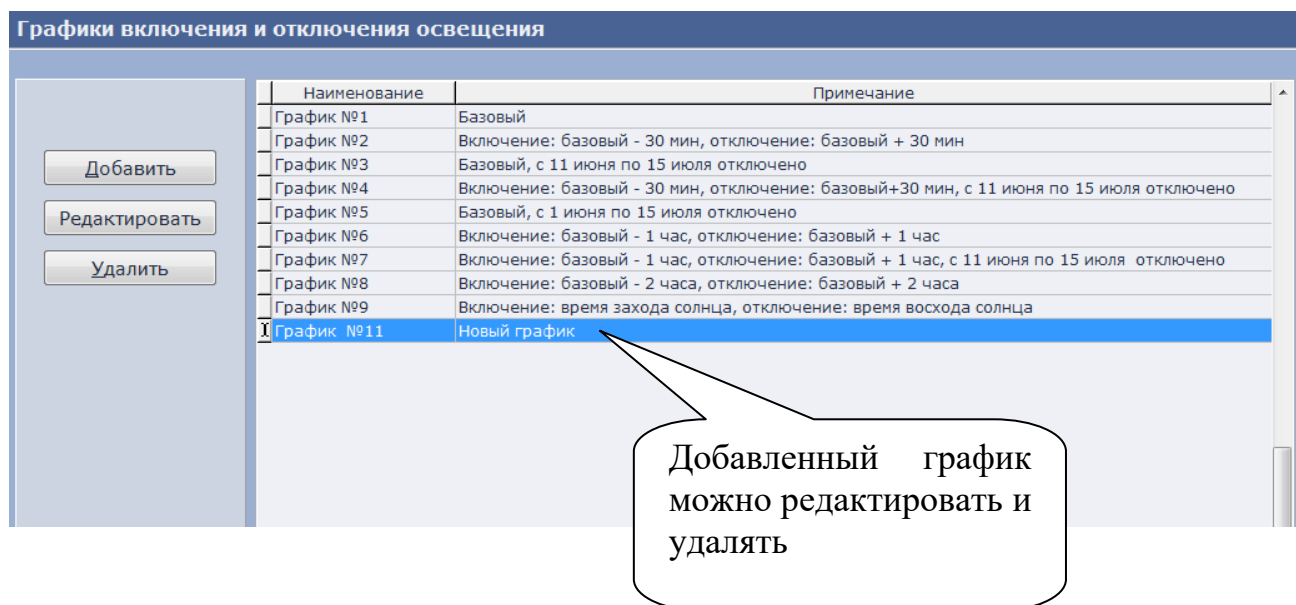 Графики включения и отключения освещения
Добавить
Редактировать
Удалить
Наименование Примечание
График №1 Базовый
График №2 Включение: базовый - 30 мин, отключение: базовый + 30 мин
График №3 Базовый, с 11 июня по 15 июля отключено
График №4 Включение: базовый - 30 мин, отключение: базовый+30 мин, с 11 июня по 15 июля отключено
График №5 Базовый, с 1 июня по 15 июля отключено
График №6 Включение: базовый - 1 час, отключение: базовый + 1 час
График №7 Включение: базовый - 1 час, отключение: базовый + 1 час, с 11 июня по 15 июля  отключено
График №8 Включение: базовый - 2 часа, отключение: базовый + 2 часа
График №9 Включение: время захода солнца, отключение: время восхода солнца
График  №11 Новый график
Добавленный график
можно редактировать и
удалять